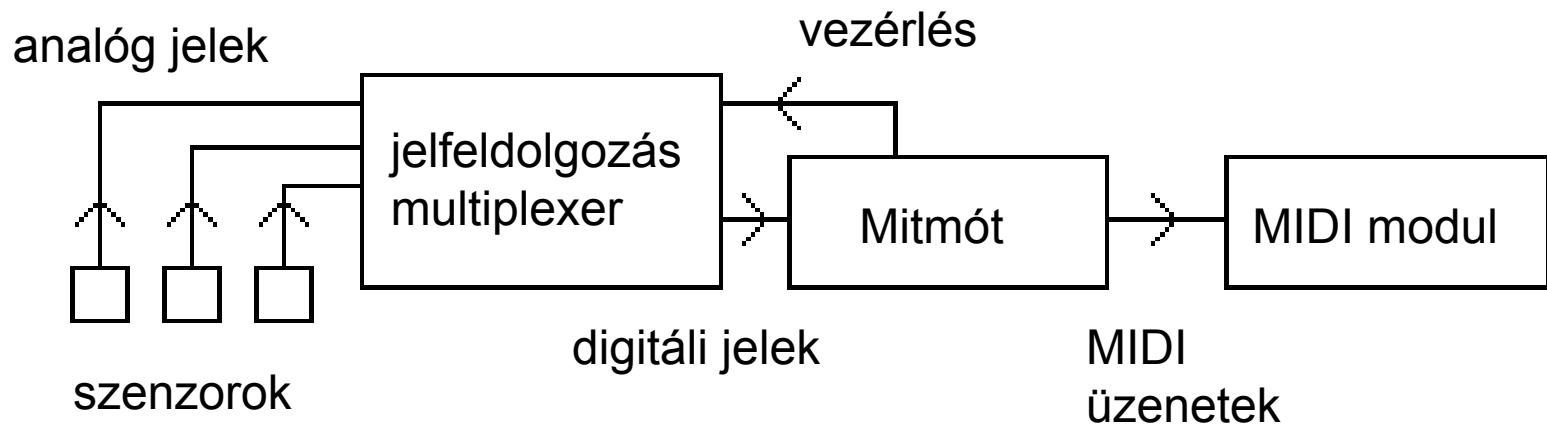 analóg jelek
vezérlés
jelfeldolgozás
multiplexer
Mitmót
MIDI modul
digitáli jelek
MIDI
üzenetek
szenzorok